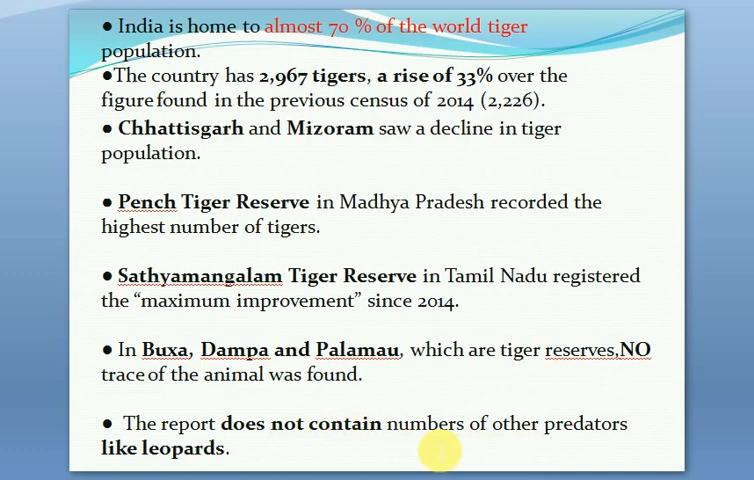 ● India is home to almost 70 % of the world tiger
population.
●The country has 2,967 tigers, a rise of 33% over the
figure found in the previous census of 2014 (2,226).
● Chhattisgarh and Mizoram saw a decline in tiger
population.
● Pench Tiger Reserve in Madhya Pradesh recorded the
highest number of tigers.
● Sathyamangalam Tiger Reserve in Tamil Nadu registered
the “maximum improvement” since 2014.
● In Buxa, Dampa and Palamau, which are tiger reserves,NO
trace of the animal was found.
● The report does not contain numbers of other predators
like leopards.